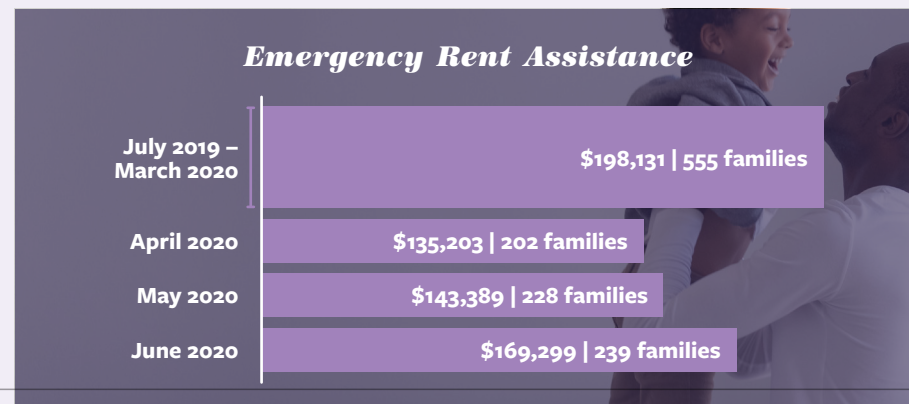 Emergency Rent Assistance
July 2019 –
March 2020
$198,131 | 555 families
April 2020
$135,203 | 202 families
May 2020
$143,389 | 228 families
June 2020
$169,299 | 239 families